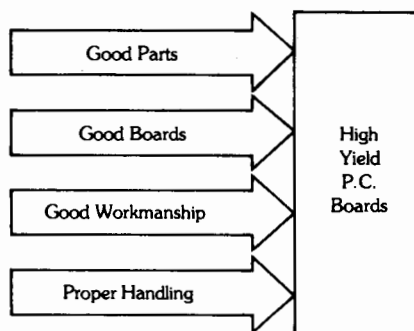 Good Parts
Good Boards
Good Workmanship
Proper Handling
High
Yield
P.C.
Boards